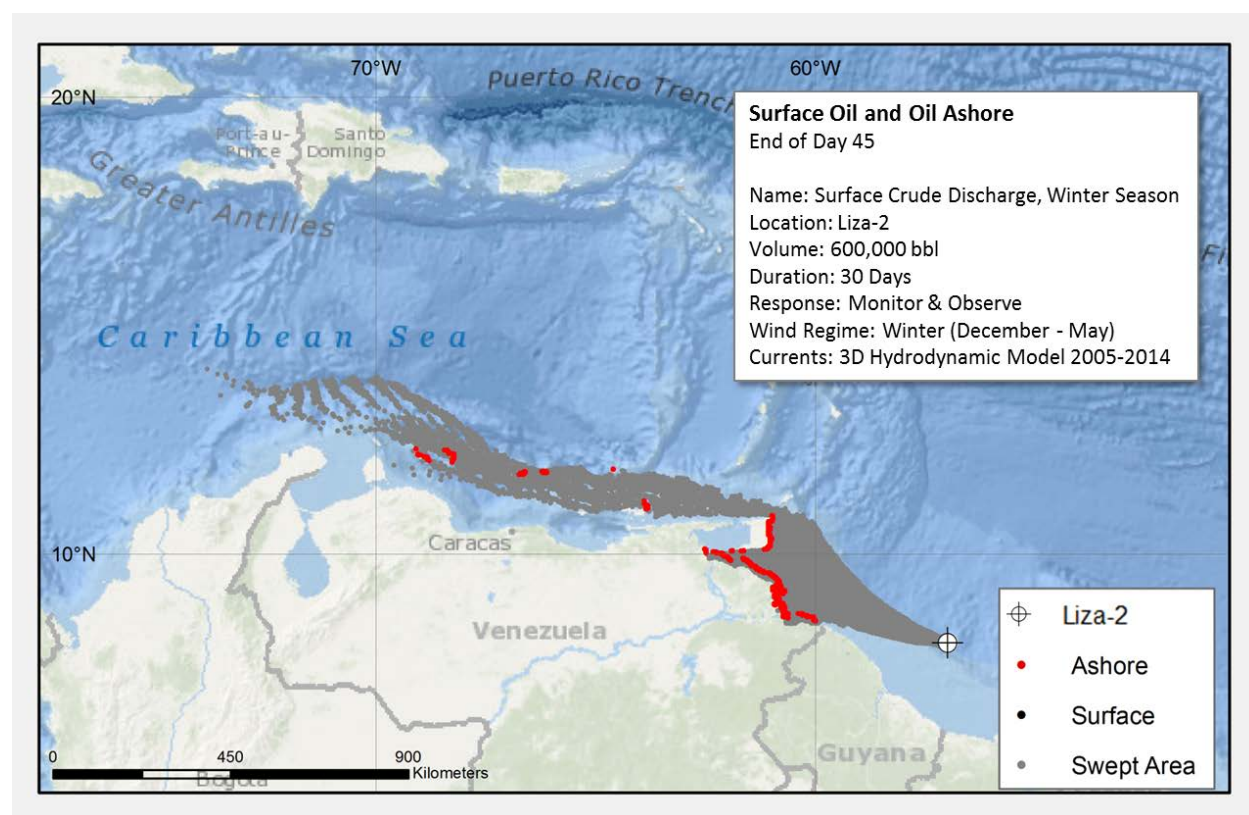 70°W
60°W
Puerto Rico Trench
20°N
Port-au-
Prince
Santo
Domingo
Greater Antilles
Surface Oil and Oil Ashore
End of Day 45
Name: Surface Crude Discharge, Winter Season
Location: Liza-2
Volume: 600,000 bbl
Duration: 30 Days
Response: Monitor & Observe
Wind Regime: Winter (December - May)
Currents: 3D Hydrodynamic Model 2005-2014
Caribbean Sea
10°N
Caracas
Venezuela
Guyana
Liza-2
Ashore
Surface
Swept Area
0 450 900
Kilometers
Bogota